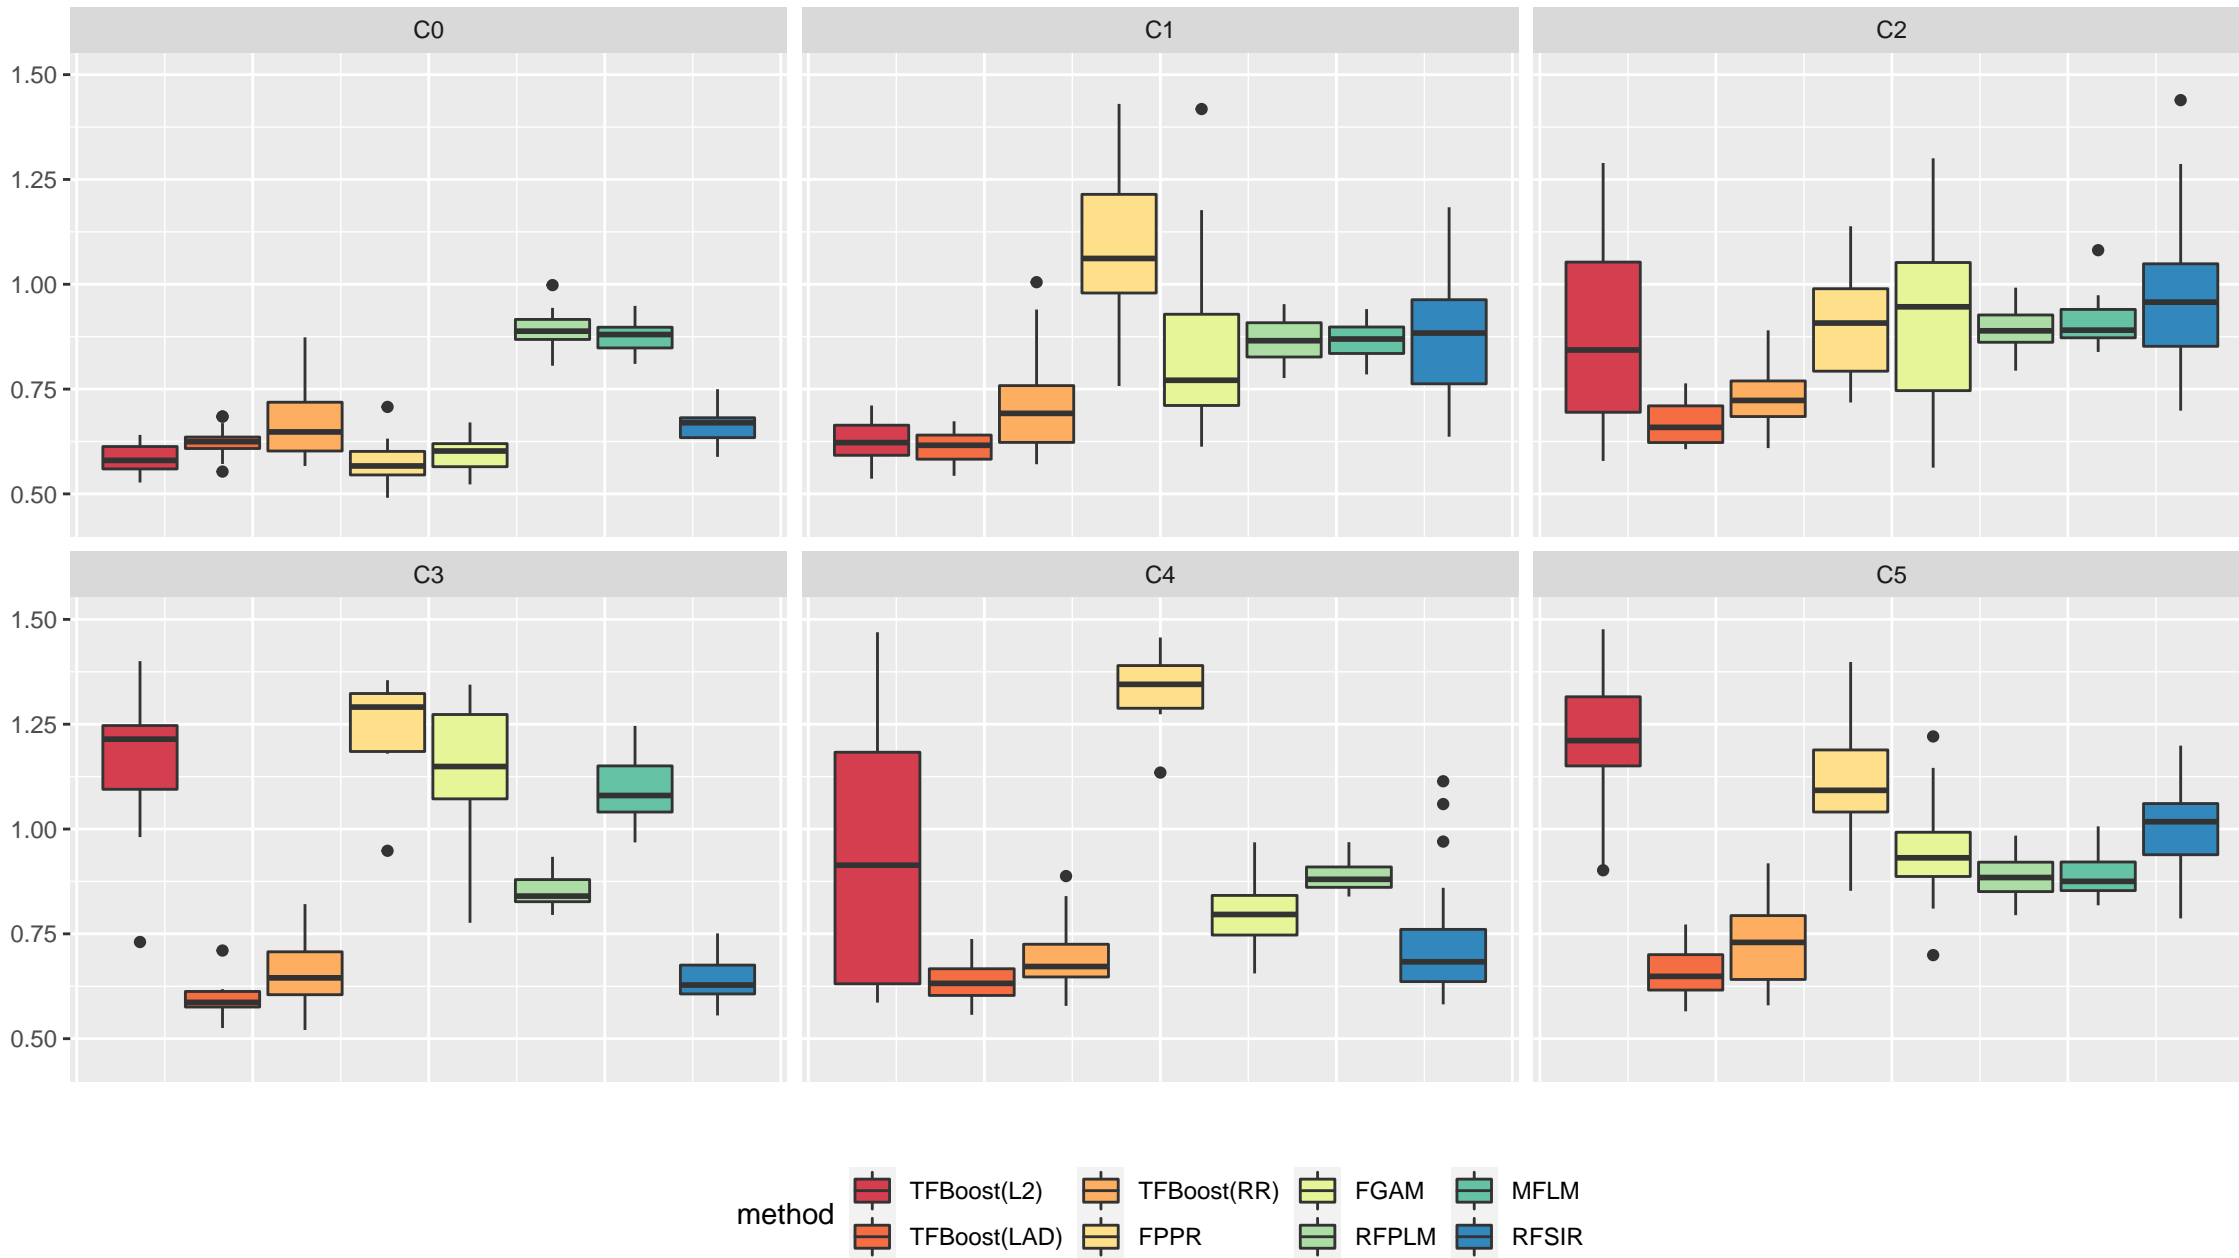 C0 C1 C2
1.50
1.25
1.00
0.75
0.50
C3 C4 C5
1.50
1.25
1.00
0.75
0.50
method
TFBoost(L2) TFBoost(RR) FGAM MFLM
TFBoost(LAD) FPPR RFPLM RFSIR